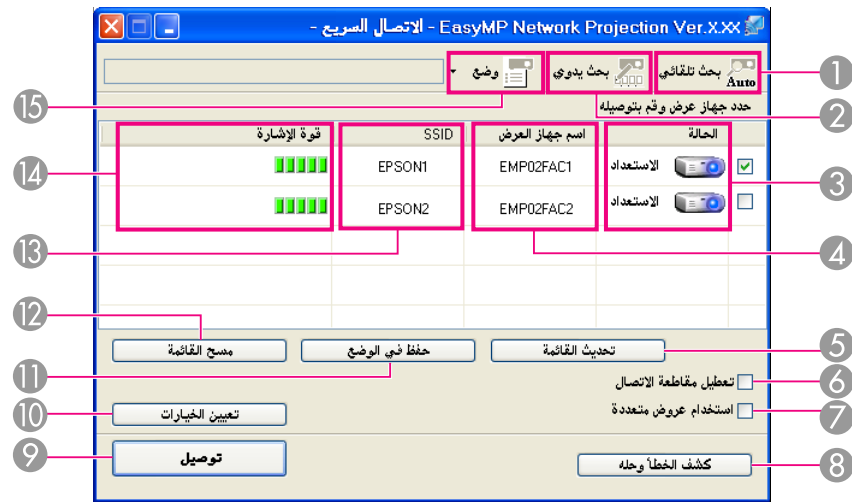 EasyMP Network Projection Ver.X.xx - الاتصال السريع -
بحث تلقائي Auto بحث يدوي وضع
1
15
2
حدد جهاز عرض وقم بتوصيله
الحالة اسم جهاز العرض SSID قوة الإشارة
الاستعداد EMP02FAC1 EPSON1
14
3
الاستعداد EMP02FAC2 EPSON2
13
4
12
تحديث القائمة حفظ في الوضع مسح القائمة
5
11
تعطيل مقاطعة الاتصال
6
استخدام عروض متعددة
7
تعيين الخيارات
10
توصيل
9
كشف الخطأ وحله
8